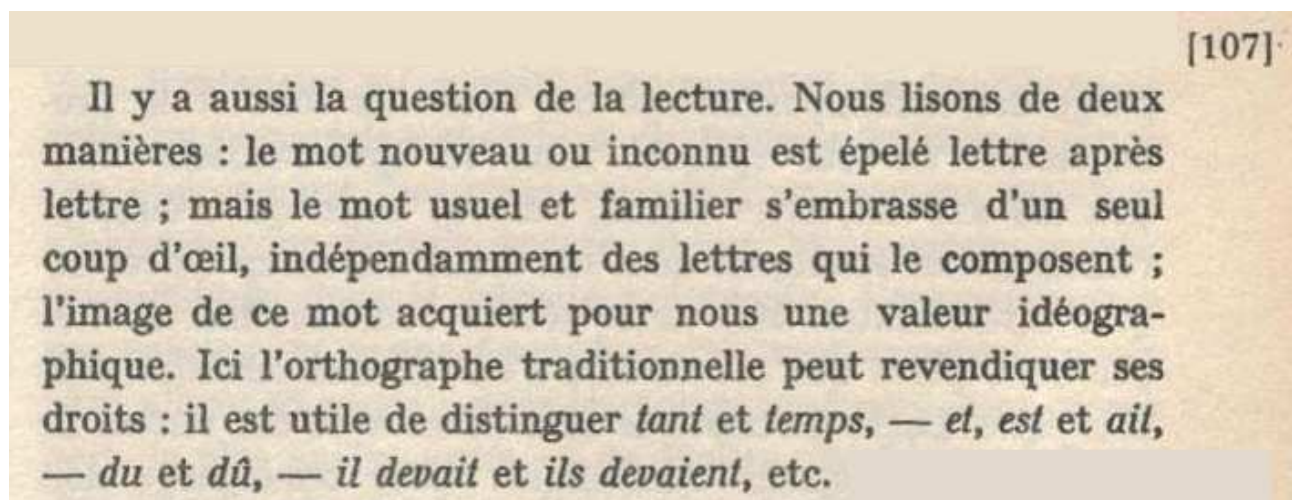 [107]
Il y a aussi la question de la lecture. Nous lisons de deux
manières : le mot nouveau ou inconnu est épelé lettre après
lettre ; mais le mot usuel et familier s'embrasse d'un seul
coup d'œil, indépendamment des lettres qui le composent ;
l'image de ce mot acquiert pour nous une valeur idéogra-
phique. Ici l'orthographe traditionnelle peut revendiquer ses
droits : il est utile de distinguer tant et temps, — et, est et ait,
— du et dû, — il devait et ils devaient, etc.